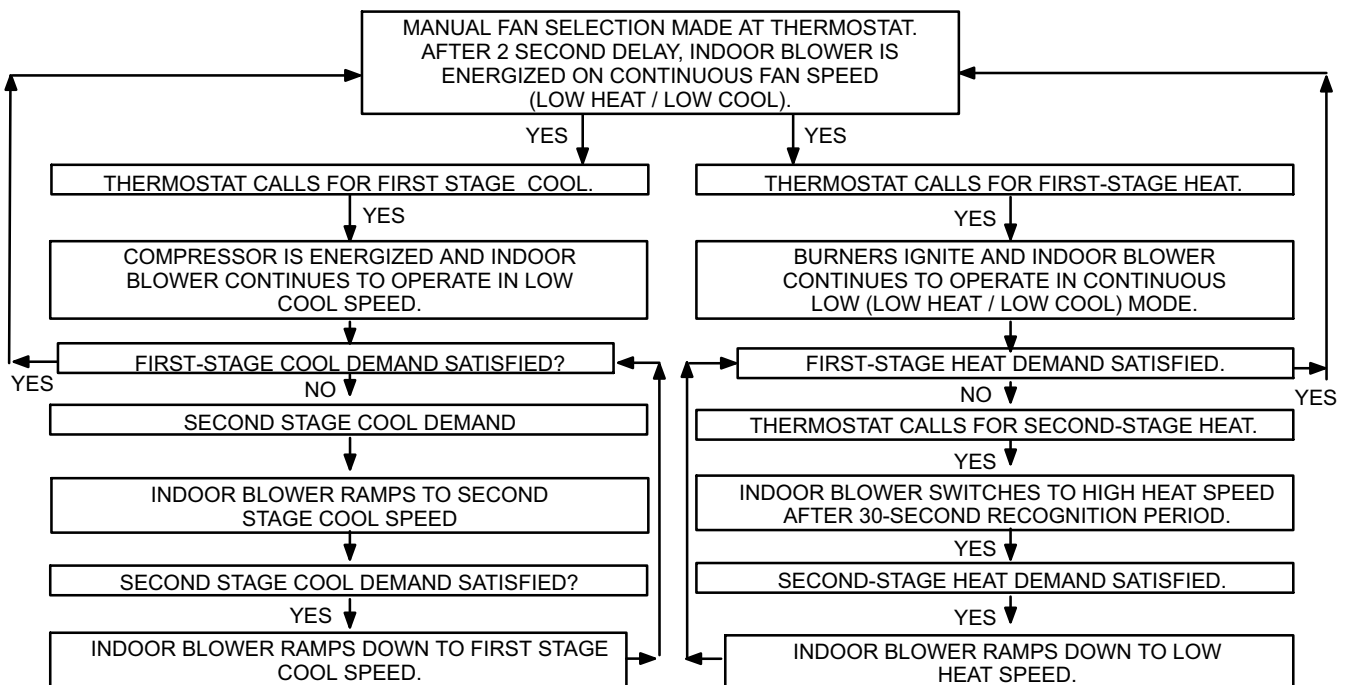 MANUAL FAN SELECTION MADE AT THERMOSTAT.
AFTER 2 SECOND DELAY, INDOOR BLOWER IS
ENERGIZED ON CONTINUOUS FAN SPEED
(LOW HEAT / LOW COOL).
YES
YES
THERMOSTAT CALLS FOR FIRST STAGE COOL.
YES
COMPRESSOR IS ENERGIZED AND INDOOR
BLOWER CONTINUES TO OPERATE IN LOW
COOL SPEED.
FIRST-STAGE COOL DEMAND SATISFIED?
YES
NO
SECOND STAGE COOL DEMAND
INDOOR BLOWER RAMPS TO SECOND
STAGE COOL SPEED
SECOND STAGE COOL DEMAND SATISFIED?
YES
INDOOR BLOWER RAMPS DOWN TO FIRST STAGE
COOL SPEED.
THERMOSTAT CALLS FOR FIRST-STAGE HEAT.
YES
BURNERS IGNITE AND INDOOR BLOWER
CONTINUES TO OPERATE IN CONTINUOUS
LOW (LOW HEAT / LOW COOL) MODE.
FIRST-STAGE HEAT DEMAND SATISFIED.
NO
YES
THERMOSTAT CALLS FOR SECOND-STAGE HEAT.
YES
INDOOR BLOWER SWITCHES TO HIGH HEAT SPEED
AFTER 30-SECOND RECOGNITION PERIOD.
YES
SECOND-STAGE HEAT DEMAND SATISFIED.
YES
INDOOR BLOWER RAMPS DOWN TO LOW
HEAT SPEED.